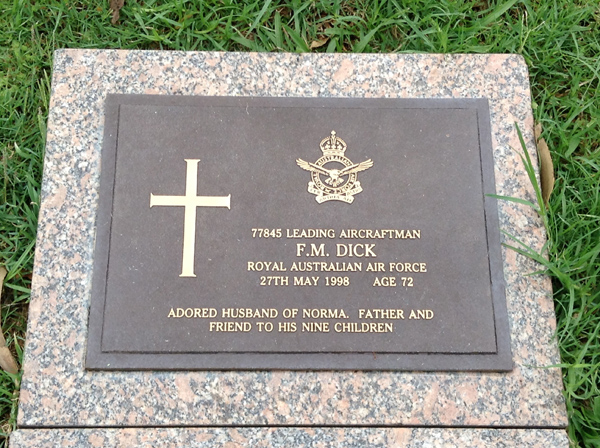 77845 LEADING AIRCRAFTMAN
F.M. DICK
ROYAL AUSTRALIAN AIR FORCE
27TH MAY 1998 AGE 72
ADORED HUSBAND OF NORMA. FATHER AND
FRIEND TO HIS NINE CHILDREN